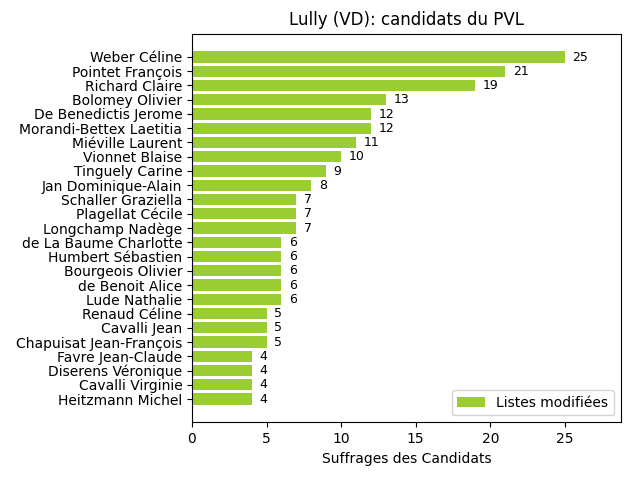 Lully (VD): candidats du PVL
Weber Céline 25
Pointet François 21
Richard Claire 19
Bolomey Olivier 13
De Benedictis Jerome 12
Morandi-Bettex Laetitia 12
Miéville Laurent 11
Vionnet Blaise 10
Tinguely Carine 9
Jan Dominique-Alain 8
Schaller Graziella 7
Plagellat Cécile 7
Longchamp Nadège 7
de La Baume Charlotte 6
Humbert Sébastien 6
Bourgeois Olivier 6
de Benoit Alice 6
Lude Nathalie 6
Renaud Céline 5
Cavalli Jean 5
Chapuisat Jean-François 5
Favre Jean-Claude 4
Diserens Véronique 4
Cavalli Virginie 4
Heitzmann Michel 4
Listes modifiées
0 5 10 15 20 25
Suffrages des Candidats